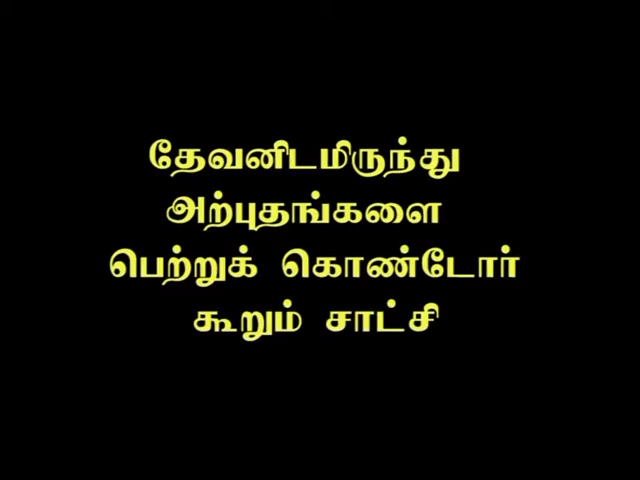 தேவனிடமிருந்து
அற்புதங்களை
பெற்றுக் கொண்டோர்
கூறும் சாட்சி